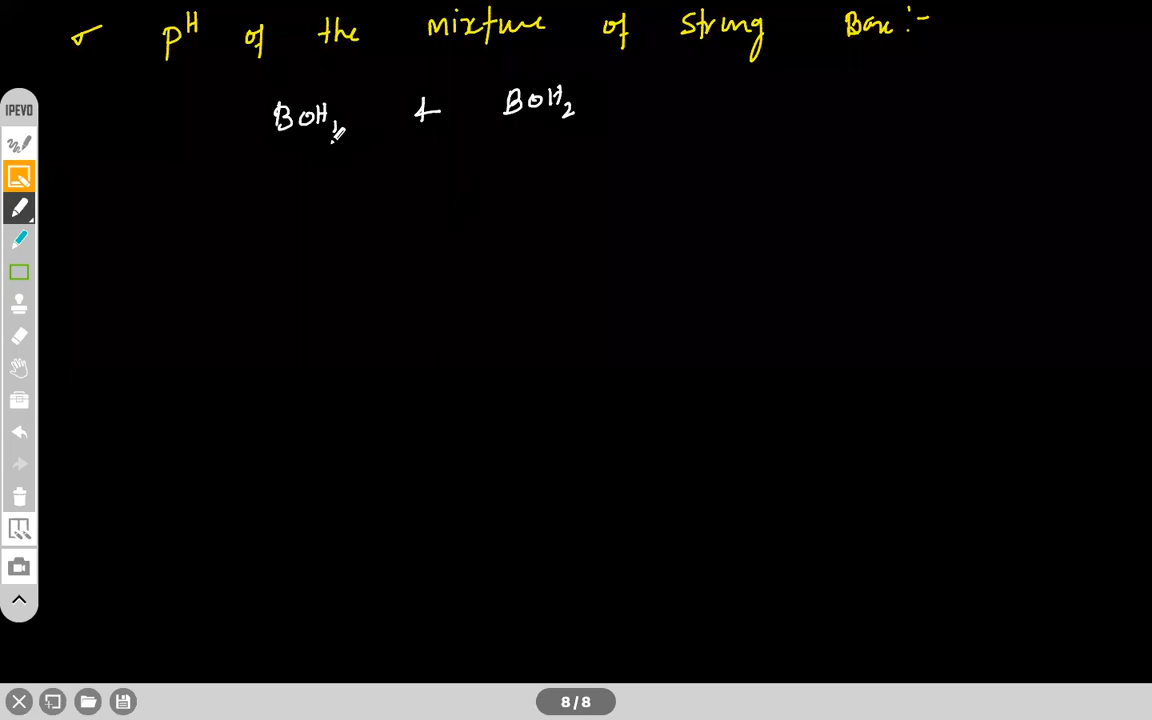 pH of the mixture of Strong Base :-
BOH1 + BOH2
IPEVO
8/8